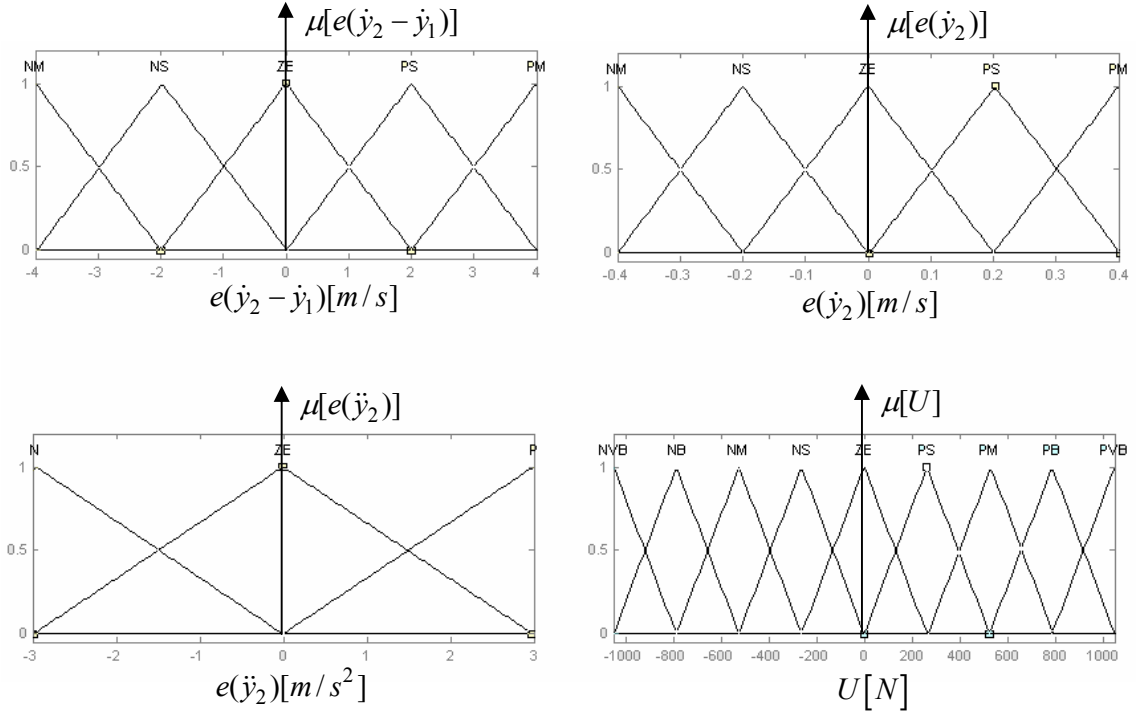 μ[e(ẏ₂ − ẏ₁)]
NM NS ZE PS PM
1
0.5
0
-4 -3 -2 -1 0 1 2 3 4
e(ẏ₂ − ẏ₁)[m/s]
μ[e(ẏ₂)]
NM NS ZE PS PM
1
0.5
0
-0.4 -0.3 -0.2 -0.1 0 0.1 0.2 0.3 0.4
e(ẏ₂)[m/s]
μ[e(ÿ₂)]
N ZE P
1
0.5
0
-3 -2 -1 0 1 2 3
e(ÿ₂)[m/s²]
μ[U]
NVB NB NM NS ZE PS PM PB PVB
1
0.5
0
-1000 -800 -600 -400 -200 0 200 400 600 800 1000
U[N]